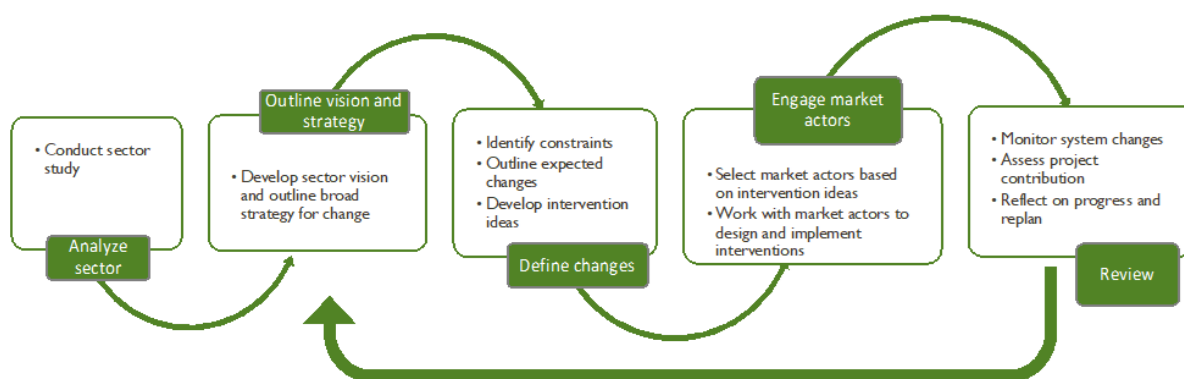 • Conduct sector
study
Analyze
sector
Outline vision and
strategy
• Develop sector vision
and outline broad
strategy for change
• Identify constraints
• Outline expected
changes
• Develop intervention
ideas
Define changes
Engage market
actors
• Select market actors
based on
intervention ideas
• Work with market actors to
design and implement
interventions
• Monitor system changes
• Assess project
contribution
• Reflect on progress and
replan
Review